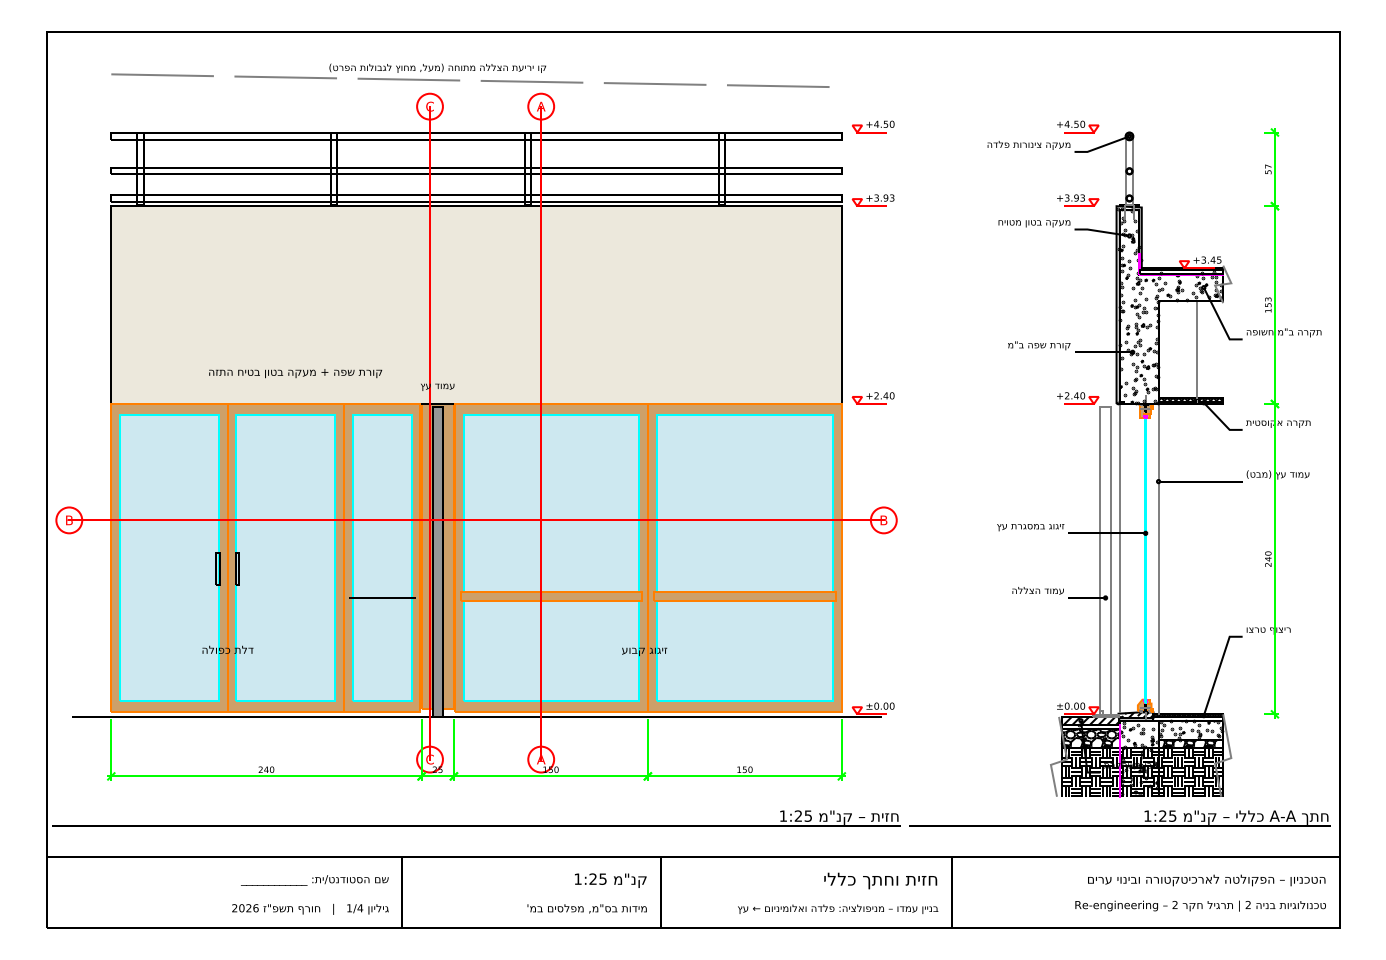 קו יריעת הצללה מתוחה (מעל, מחוץ לגבולות הפרט)
C
A
+4.50
+3.93
קורת שפה + מעקה בטון בטיח התזה
עמוד עץ
+2.40
B
B
דלת כפולה
זיגוג קבוע
±0.00
C
A
240
25
150
150
חזית – קנ"מ 1:25
+4.50
מעקה צינורות פלדה
57
+3.93
מעקה בטון מטויח
+3.45
153
תקרה ב"מ חשופה
קורת שפה ב"מ
+2.40
תקרה אקוסטית
עמוד עץ (מבט)
זיגוג במסגרת עץ
240
עמוד הצללה
ריצוף טרצו
±0.00
חתך A-A כללי – קנ"מ 1:25
הטכניון – הפקולטה לארכיטקטורה ובינוי ערים
טכנולוגיות בניה 2 | תרגיל חקר 2 – Re-engineering
חזית וחתך כללי
בניין עמדו – מניפולציה: פלדה ואלומיניום ← עץ
קנ"מ 1:25
מידות בס"מ, מפלסים במ'
שם הסטודנט/ית: ____________
גיליון 1/4 | חורף תשפ"ז 2026